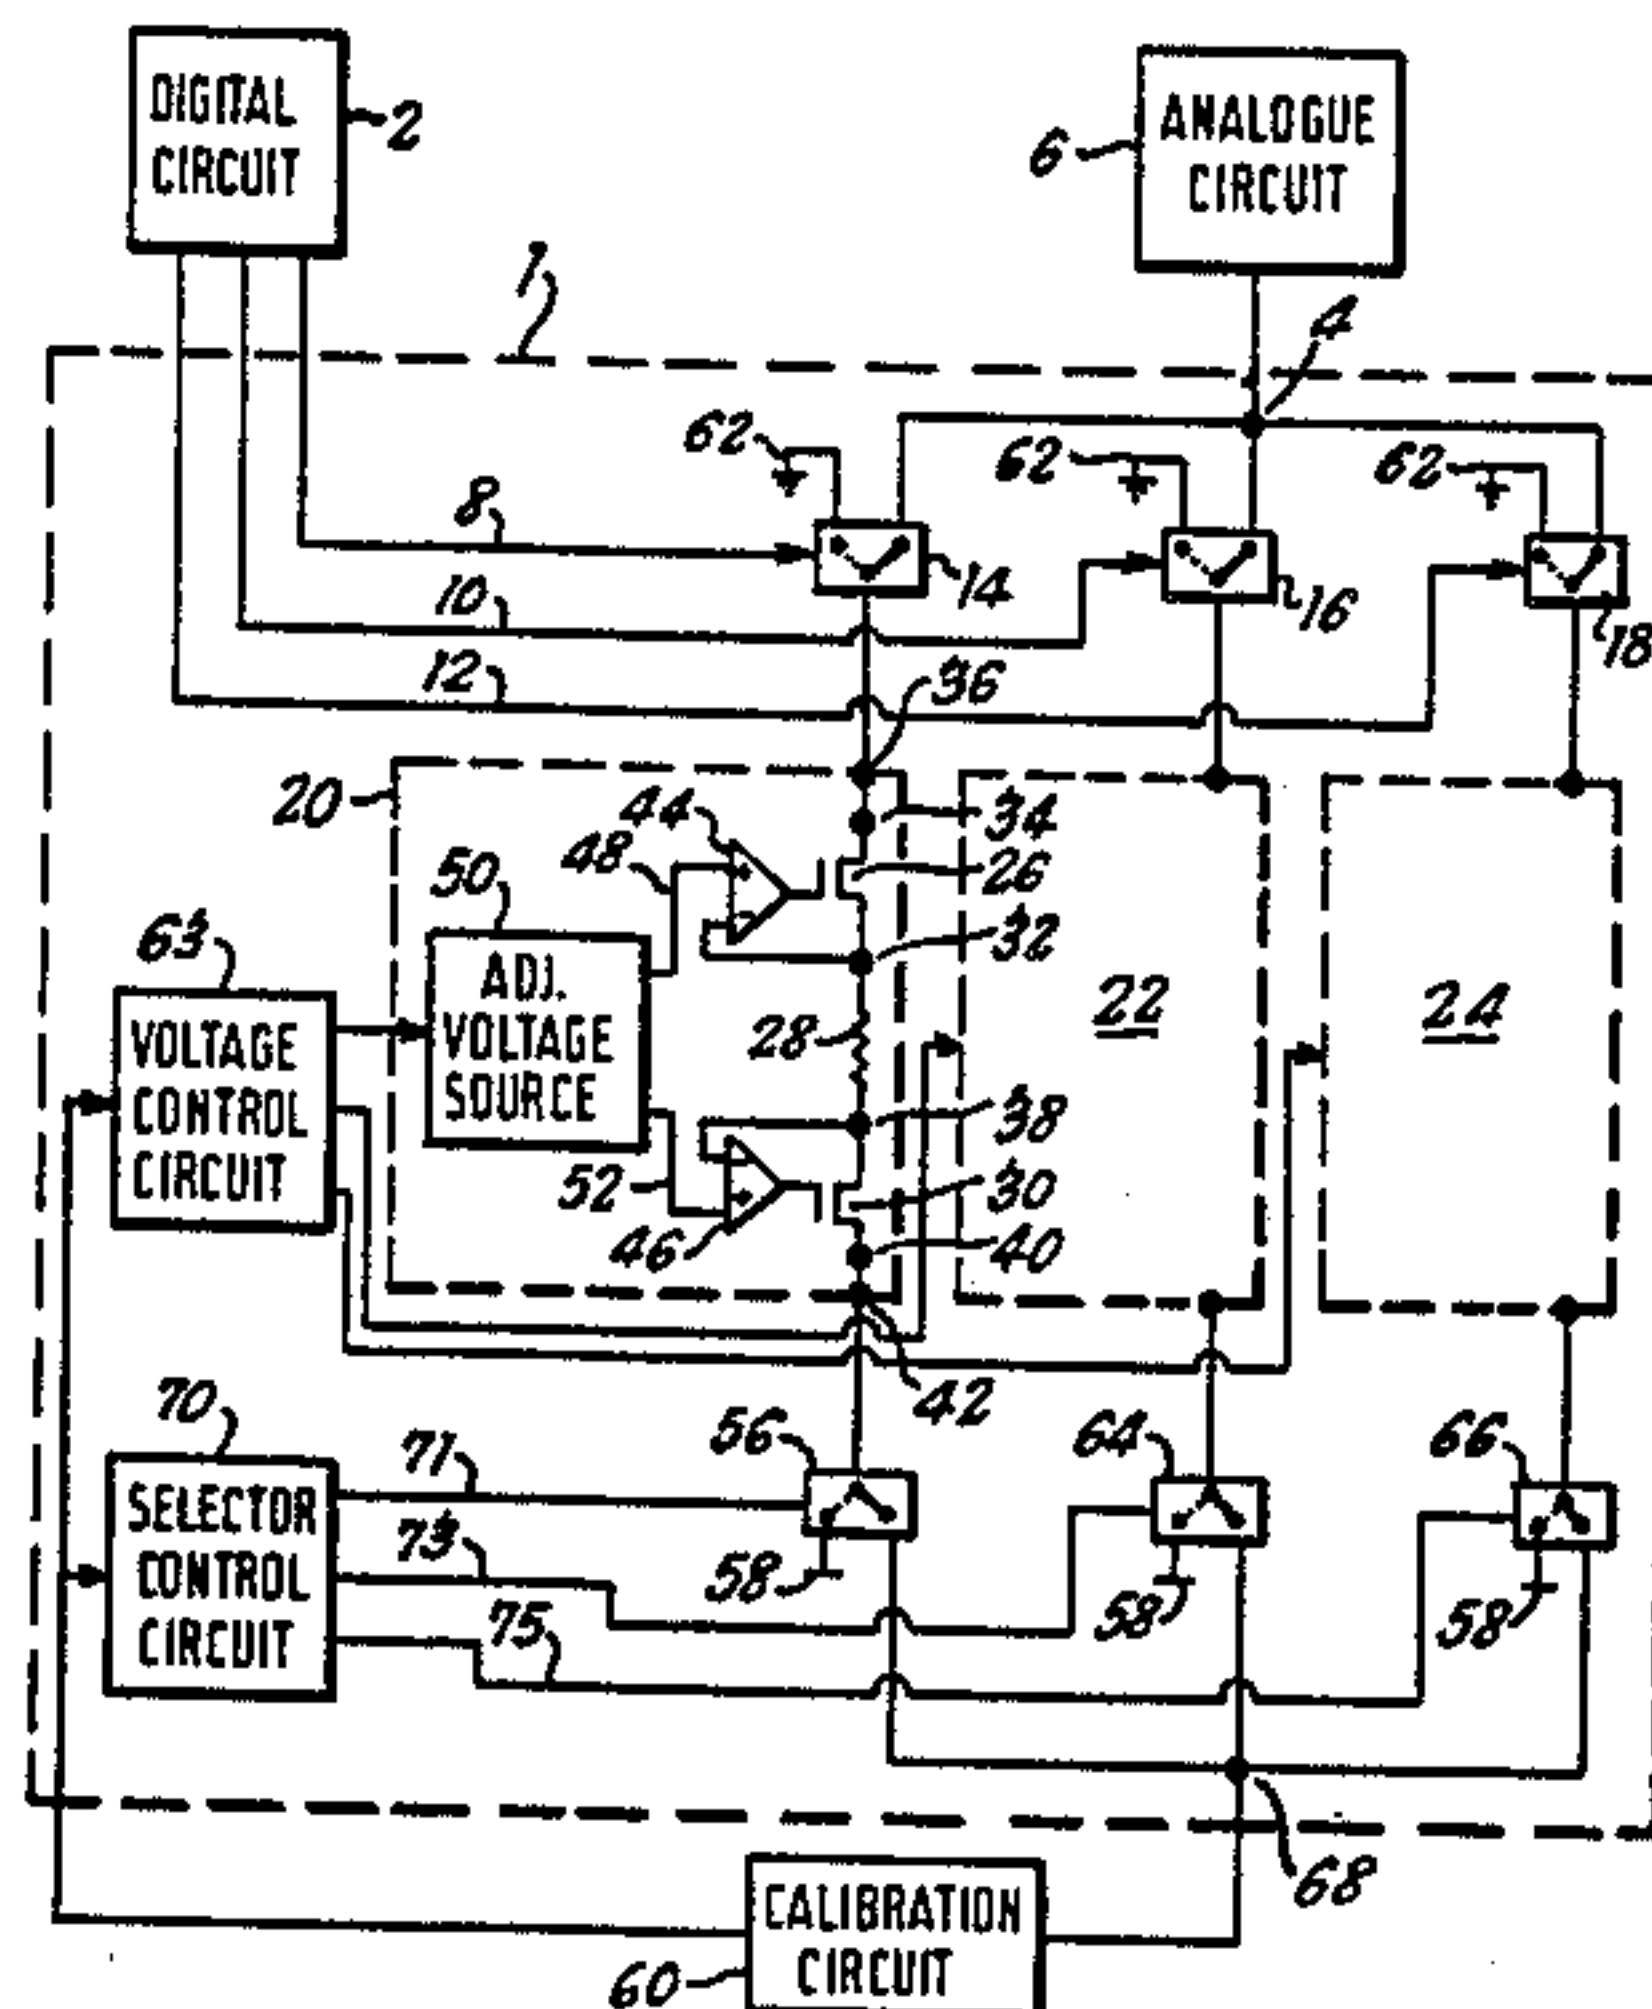 DIGITAL
CIRCUIT
2
ANALOGUE
CIRCUIT
6
1
4
62
62
62
8
14
10
16
18
12
36
20
44
34
48
26
50
63
32
ADJ.
VOLTAGE
SOURCE
22
24
28
VOLTAGE
CONTROL
CIRCUIT
38
52
30
46
40
70
42
71
56
64
66
SELECTOR
CONTROL
CIRCUIT
73
58
58
58
75
68
CALIBRATION
CIRCUIT
60